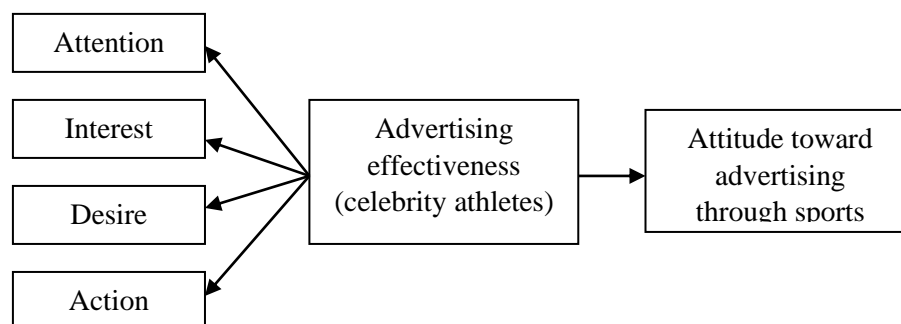 Attention
Interest
Desire
Action
Advertising
effectiveness
(celebrity athletes)
Attitude toward
advertising
through sports